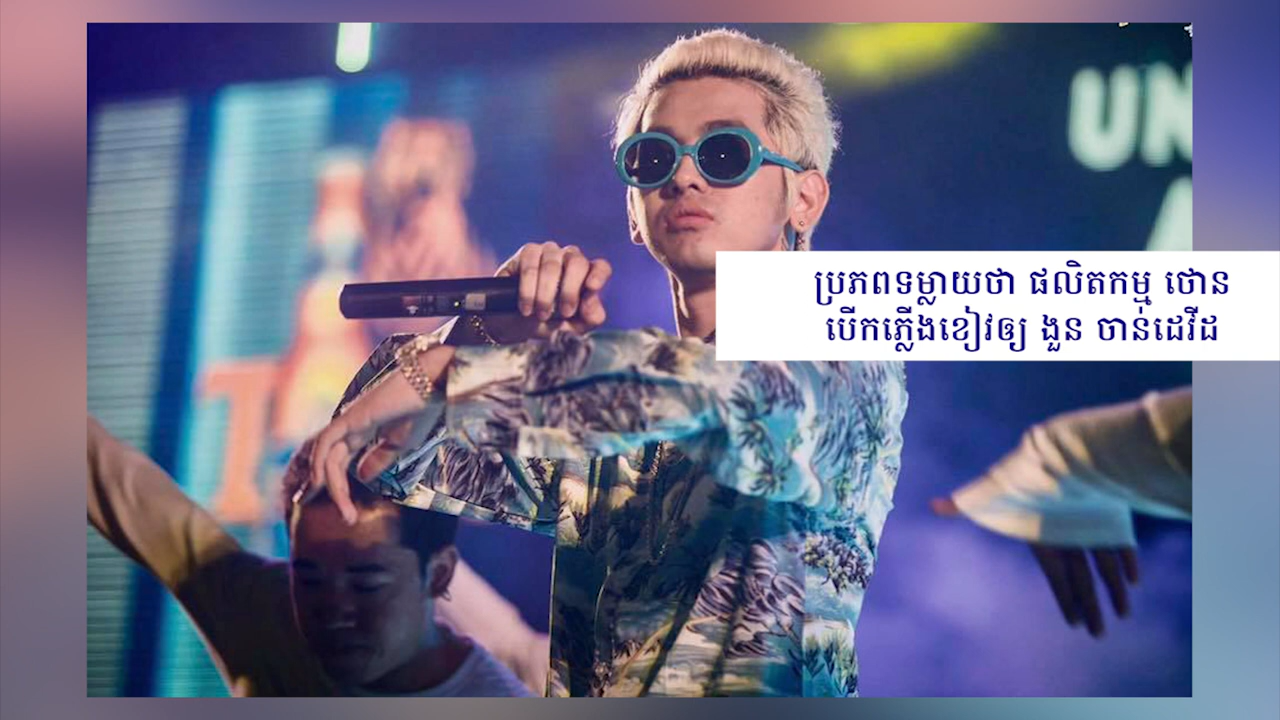 UN
A
ប្រភពទម្លាយថា ផលិតកម្ម ថោន
បើកភ្លើងខៀវឲ្យ ងួន ចាន់ដេវីដ